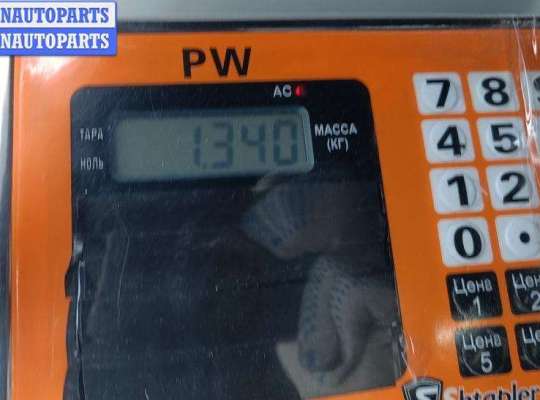 NAUTOPARTS
NAUTOPARTS
PW
AC
ТАРА
НОЛЬ
1.340
МАССА
(КГ)
7 8
4 5
1 2
0 .
Цена
1
Цена
5
Shtapler